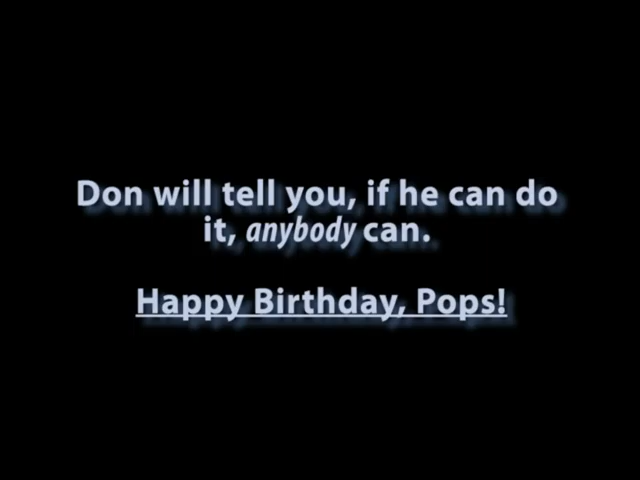 Don will tell you, if he can do
it, anybody can.
Happy Birthday, Pops!